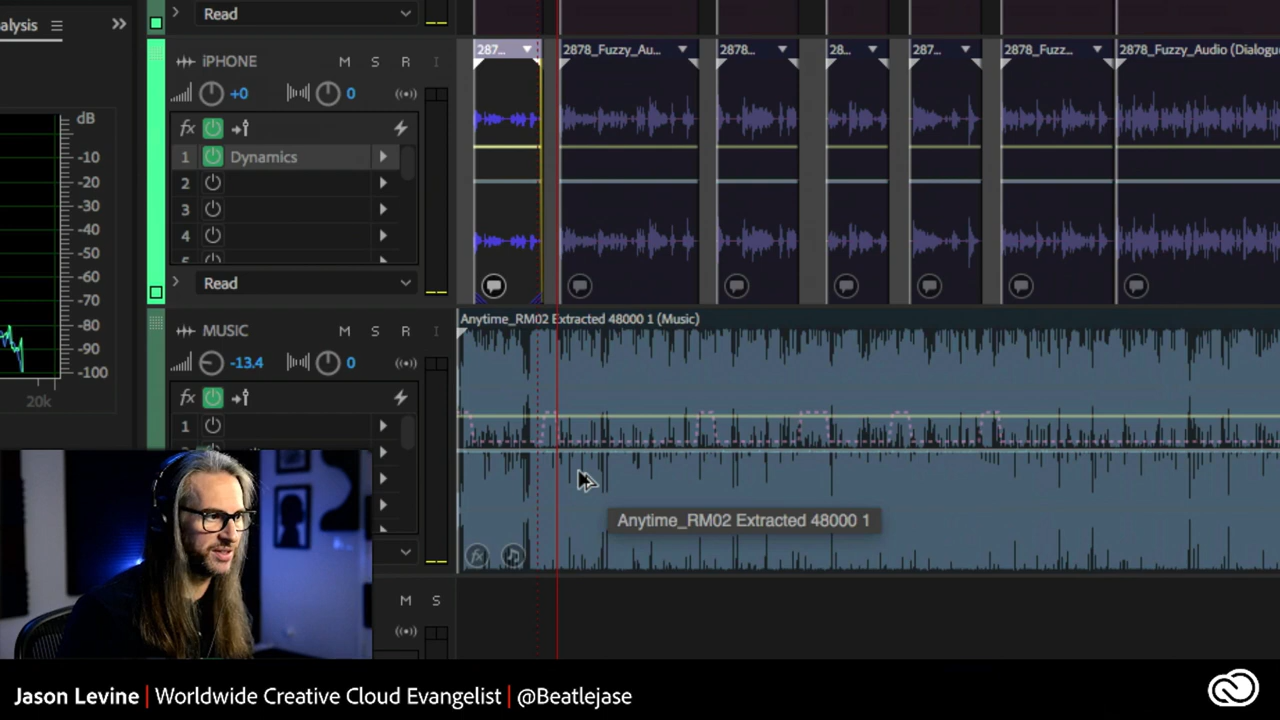 alysis
Read
dB
-10
-20
-30
-40
-50
-60
-70
-80
-90
-100
20k
iPHONE
M S R I
+0
0
fx
1 Dynamics
2
3
4
Read
MUSIC
M S R I
-13.4
0
fx
1
M S
287...
2878_Fuzzy_Au...
2878...
28...
287...
2878_Fuzz...
2878_Fuzzy_Audio (Dialogu
Anytime_RM02 Extracted 48000 1 (Music)
Anytime_RM02 Extracted 48000 1
fx
Jason Levine | Worldwide Creative Cloud Evangelist | @Beatlejase